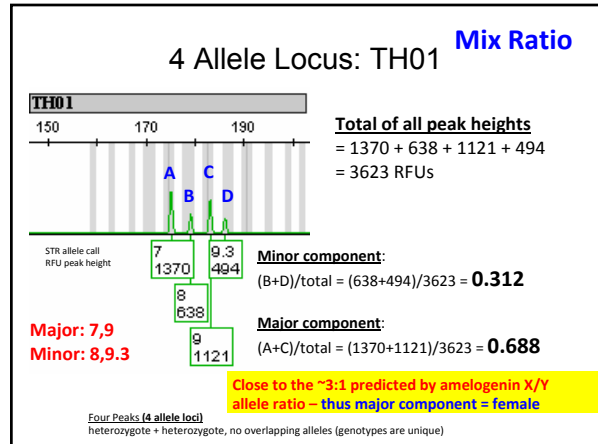 Mix Ratio
4 Allele Locus: TH01
TH01
150 170 190
A
B
C
D
STR allele call
RFU peak height
7
1370
9.3
494
8
638
9
1121
Major: 7,9
Minor: 8,9.3
Total of all peak heights
= 1370 + 638 + 1121 + 494
= 3623 RFUs
Minor component:
(B+D)/total = (638+494)/3623 = 0.312
Major component:
(A+C)/total = (1370+1121)/3623 = 0.688
Close to the ~3:1 predicted by amelogenin X/Y
allele ratio – thus major component = female
Four Peaks (4 allele loci)
heterozygote + heterozygote, no overlapping alleles (genotypes are unique)